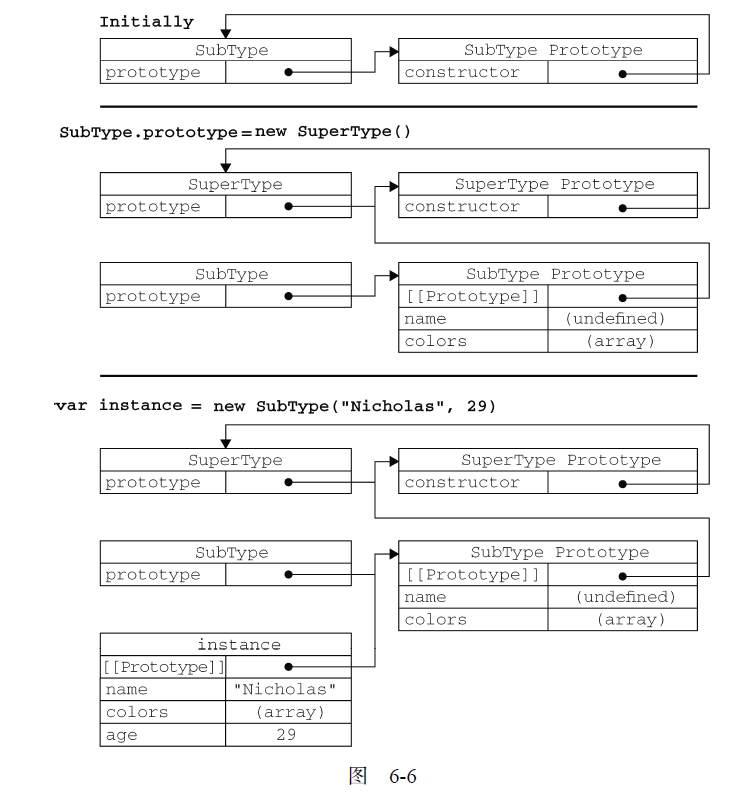 Initially
SubType
SubType Prototype
prototype
constructor
SubType.prototype=new SuperType()
SuperType
SuperType Prototype
prototype
constructor
SubType
SubType Prototype
prototype
[[Prototype]]
name (undefined)
colors (array)
var instance = new SubType("Nicholas", 29)
SuperType
SuperType Prototype
prototype
constructor
SubType
SubType Prototype
prototype
[[Prototype]]
name (undefined)
colors (array)
instance
[[Prototype]]
name "Nicholas"
colors (array)
age 29
图 6-6